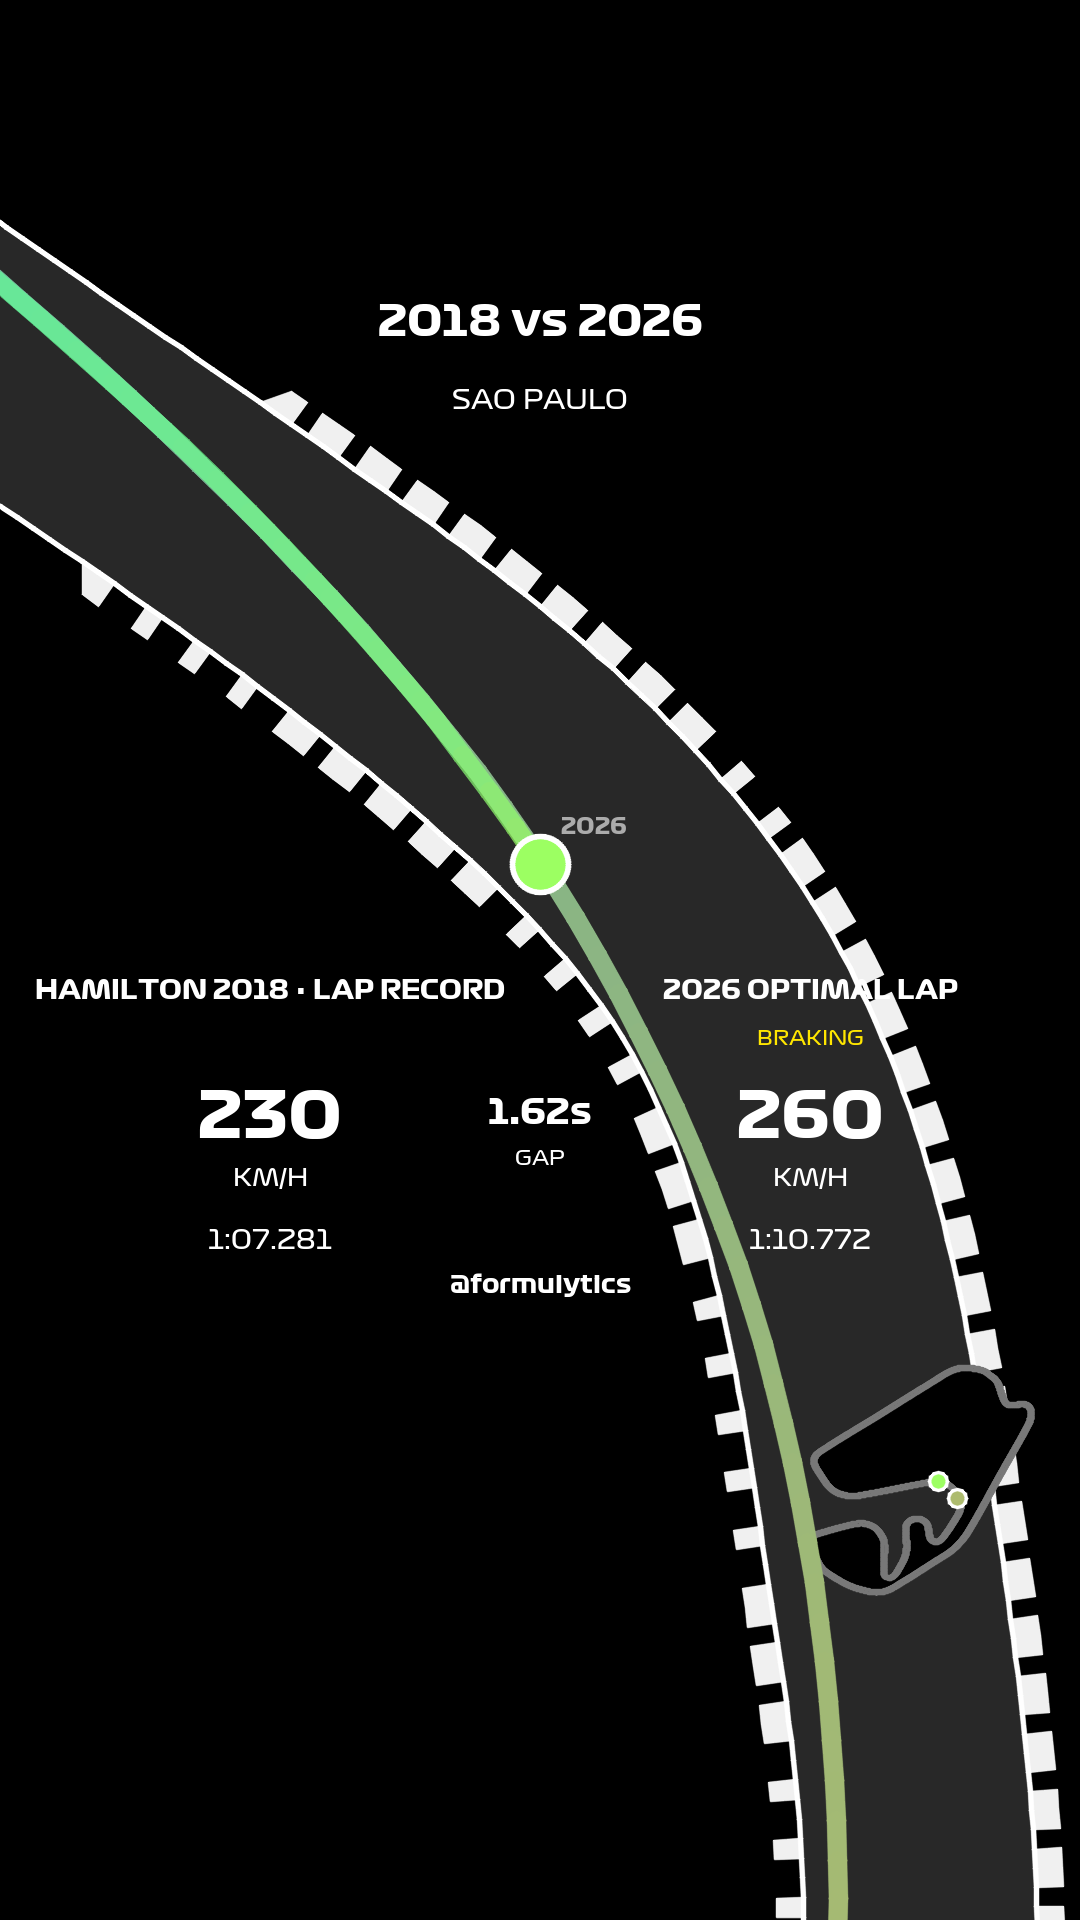 2018 vs 2026
SAO PAULO
2026
HAMILTON 2018 · LAP RECORD
2026 OPTIMAL LAP
BRAKING
230
1.62s
260
GAP
KM/H
KM/H
1:07.281
1:10.772
@formulytics